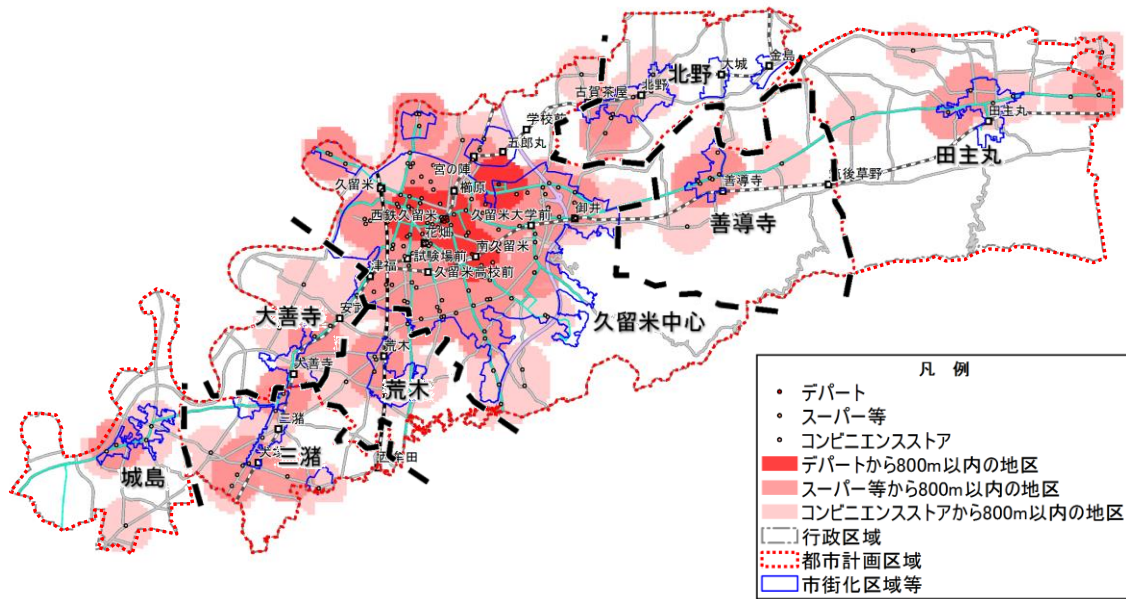 北野
大城
金島
古賀茶屋
北野
学校前
五郎丸
宮の陣
久留米
櫛原
西鉄久留米
久留米大学前
御井
花畑
南久留米
試験場前
津福
久留米高校前
善導寺
善導寺
筑後草野
田主丸
田主丸
久留米中心
大善寺
安武
大善寺
荒木
荒木
三潴
三潴
城島
凡 例
デパート
スーパー等
コンビニエンスストア
デパートから800m以内の地区
スーパー等から800m以内の地区
コンビニエンスストアから800m以内の地区
行政区域
都市計画区域
市街化区域等